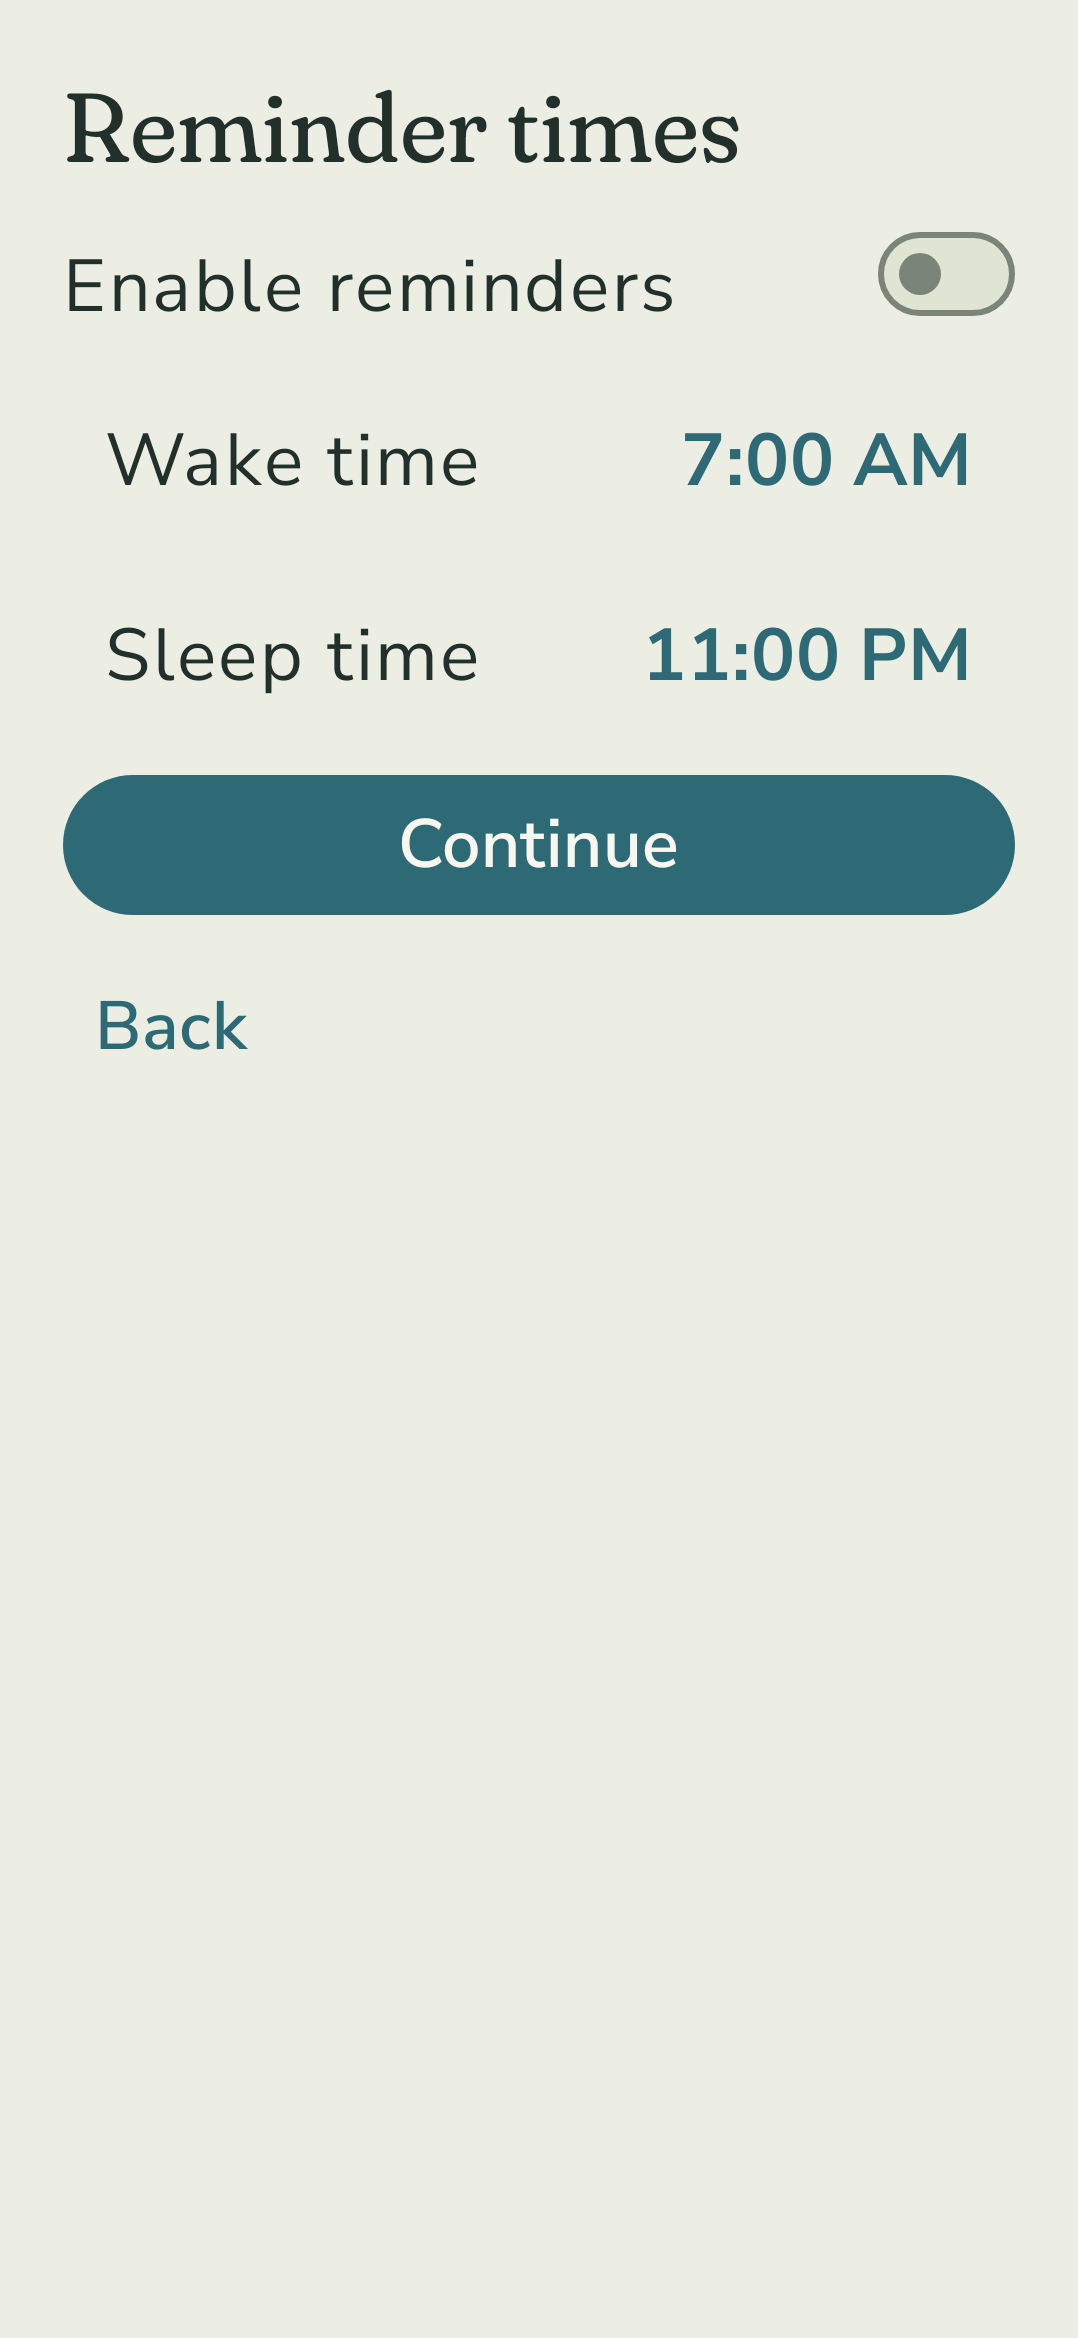 Reminder times
Enable reminders
Wake time 7:00 AM
Sleep time 11:00 PM
Continue
Back